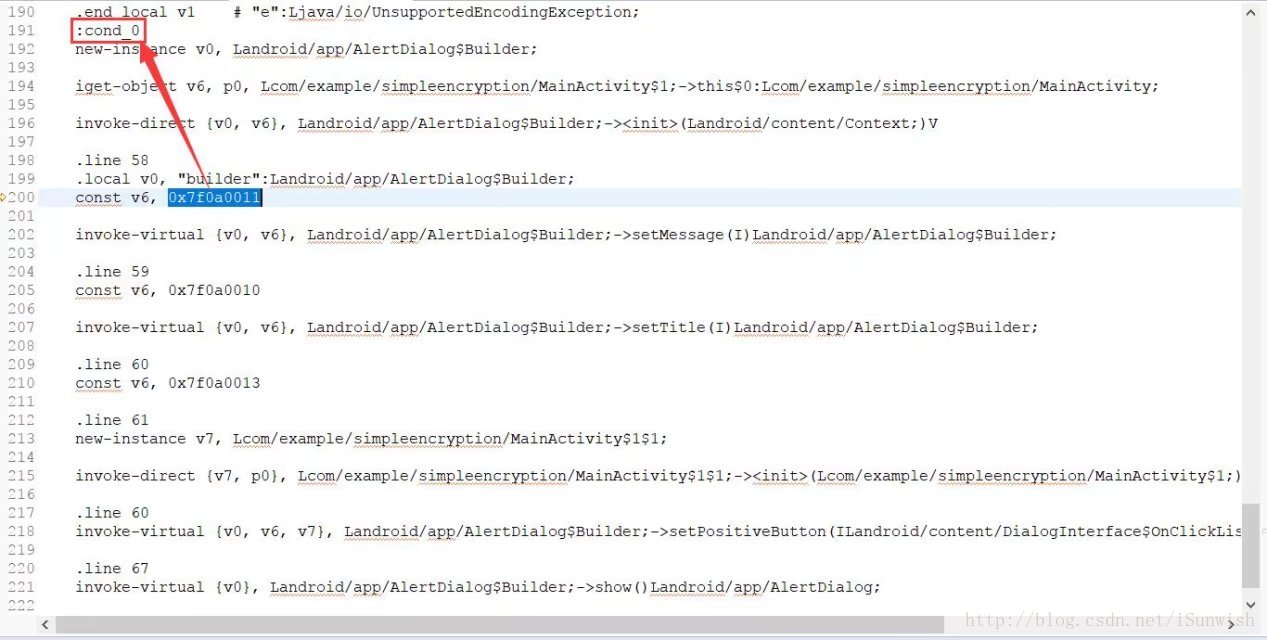 190 .end local v1 # "e":Ljava/io/UnsupportedEncodingException;
191 :cond_0
192 new-instance v0, Landroid/app/AlertDialog$Builder;
193
194 iget-object v6, p0, Lcom/example/simpleencryption/MainActivity$1;->this$0:Lcom/example/simpleencryption/MainActivity;
195
196 invoke-direct {v0, v6}, Landroid/app/AlertDialog$Builder;-><init>(Landroid/content/Context;)V
197
198 .line 58
199 .local v0, "builder":Landroid/app/AlertDialog$Builder;
200 const v6, 0x7f0a0011
201
202 invoke-virtual {v0, v6}, Landroid/app/AlertDialog$Builder;->setMessage(I)Landroid/app/AlertDialog$Builder;
203
204 .line 59
205 const v6, 0x7f0a0010
206
207 invoke-virtual {v0, v6}, Landroid/app/AlertDialog$Builder;->setTitle(I)Landroid/app/AlertDialog$Builder;
208
209 .line 60
210 const v6, 0x7f0a0013
211
212 .line 61
213 new-instance v7, Lcom/example/simpleencryption/MainActivity$1$1;
214
215 invoke-direct {v7, p0}, Lcom/example/simpleencryption/MainActivity$1$1;-><init>(Lcom/example/simpleencryption/MainActivity$1;)
216
217 .line 60
218 invoke-virtual {v0, v6, v7}, Landroid/app/AlertDialog$Builder;->setPositiveButton(ILandroid/content/DialogInterface$OnClickLis
219
220 .line 67
221 invoke-virtual {v0}, Landroid/app/AlertDialog$Builder;->show()Landroid/app/AlertDialog;
222
http://blog.csdn.net/iSunwish